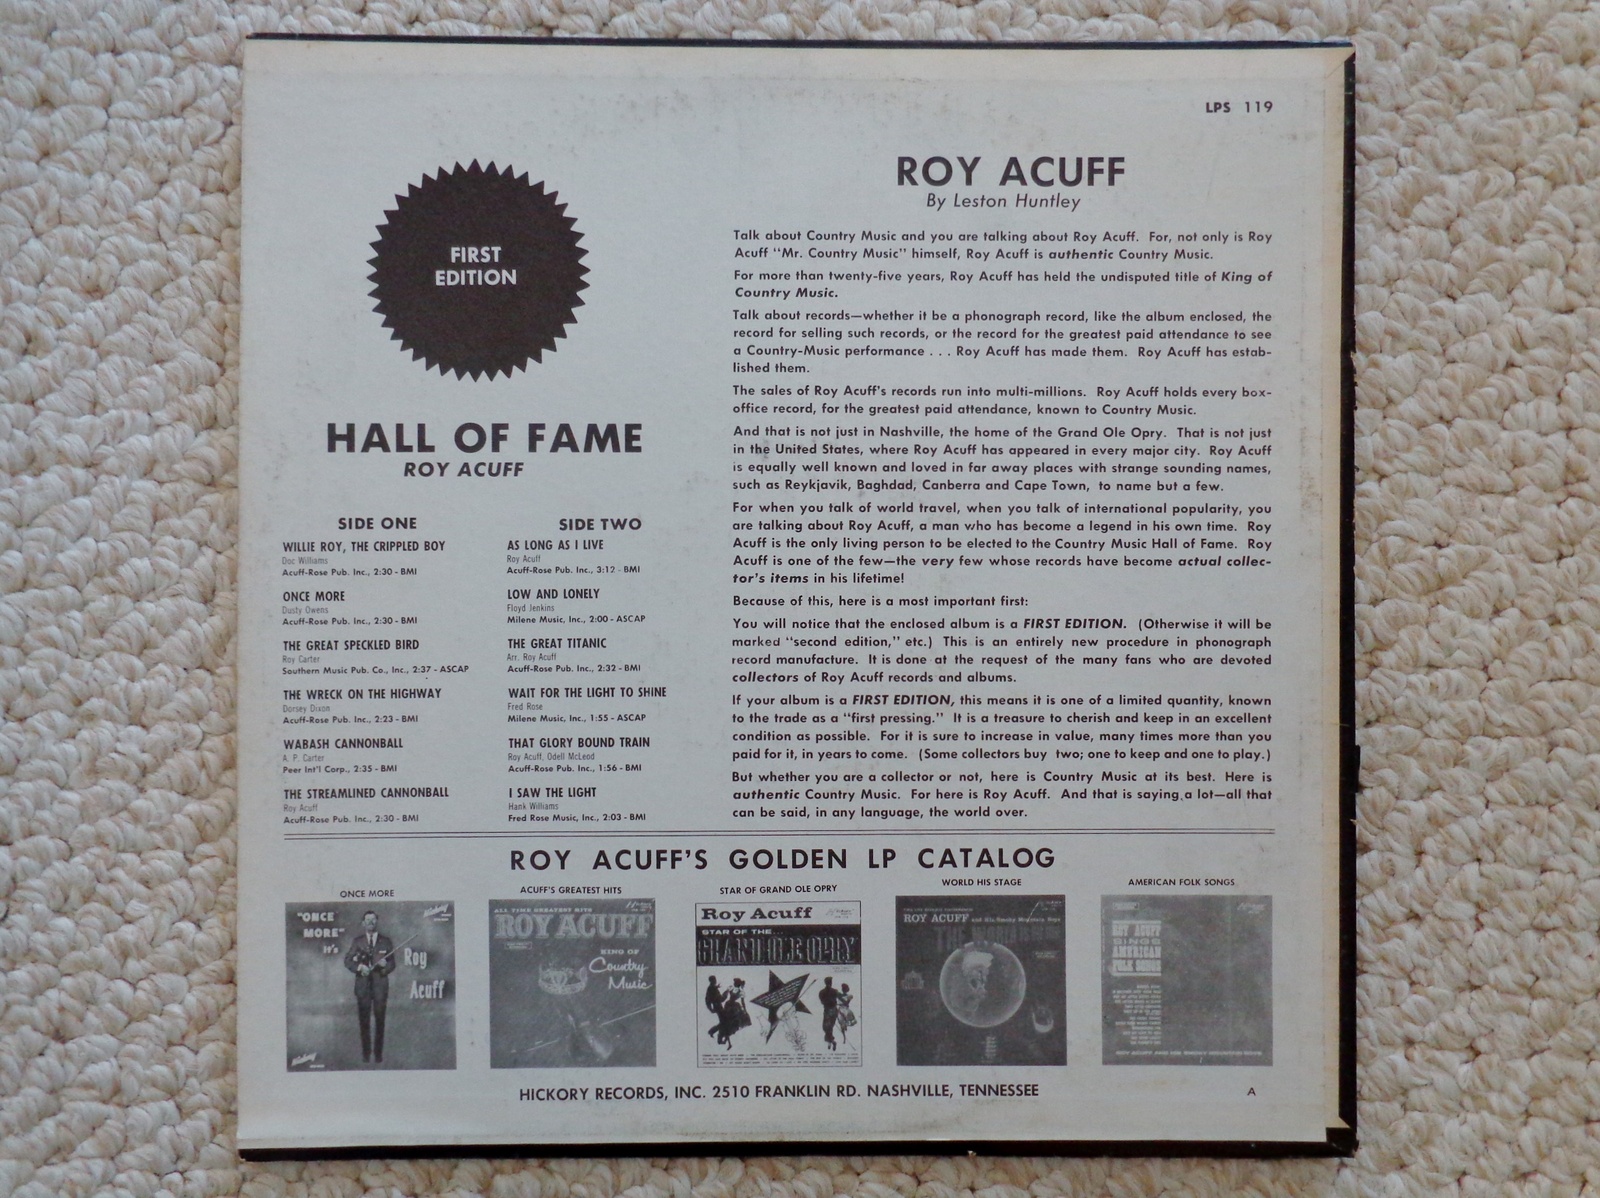 LPS 119
FIRST
EDITION
HALL OF FAME
ROY ACUFF
SIDE ONE
WILLIE ROY, THE CRIPPLED BOY
Doc Williams
Acuff-Rose Pub. Inc., 2:30 - BMI
ONCE MORE
Dusty Owens
Acuff-Rose Pub. Inc., 2:30 - BMI
THE GREAT SPECKLED BIRD
Roy Carter
Southern Music Pub. Co., Inc., 2:37 - ASCAP
THE WRECK ON THE HIGHWAY
Dorsey Dixon
Acuff-Rose Pub. Inc., 2:23 - BMI
WABASH CANNONBALL
A. P. Carter
Peer Int'l Corp., 2:35 - BMI
THE STREAMLINED CANNONBALL
Roy Acuff
Acuff-Rose Pub. Inc., 2:30 - BMI
SIDE TWO
AS LONG AS I LIVE
Roy Acuff
Acuff-Rose Pub. Inc., 3:12 - BMI
LOW AND LONELY
Floyd Jenkins
Milene Music, Inc., 2:00 - ASCAP
THE GREAT TITANIC
Arr. Roy Acuff
Acuff-Rose Pub. Inc., 2:32 - BMI
WAIT FOR THE LIGHT TO SHINE
Fred Rose
Milene Music, Inc., 1:55 - ASCAP
THAT GLORY BOUND TRAIN
Roy Acuff, Odell McLeod
Acuff-Rose Pub. Inc., 1:56 - BMI
I SAW THE LIGHT
Hank Williams
Fred Rose Music, Inc., 2:03 - BMI
ROY ACUFF
By Leston Huntley
Talk about Country Music and you are talking about Roy Acuff. For, not only is Roy
Acuff "Mr. Country Music" himself, Roy Acuff is authentic Country Music.
For more than twenty-five years, Roy Acuff has held the undisputed title of King of
Country Music.
Talk about records—whether it be a phonograph record, like the album enclosed, the
record for selling such records, or the record for the greatest paid attendance to see
a Country-Music performance . . . Roy Acuff has made them. Roy Acuff has estab-
lished them.
The sales of Roy Acuff's records run into multi-millions. Roy Acuff holds every box-
office record, for the greatest paid attendance, known to Country Music.
And that is not just in Nashville, the home of the Grand Ole Opry. That is not just
in the United States, where Roy Acuff has appeared in every major city. Roy Acuff
is equally well known and loved in far away places with strange sounding names,
such as Reykjavik, Baghdad, Canberra and Cape Town, to name but a few.
For when you talk of world travel, when you talk of international popularity, you
are talking about Roy Acuff, a man who has become a legend in his own time. Roy
Acuff is the only living person to be elected to the Country Music Hall of Fame. Roy
Acuff is one of the few—the very few whose records have become actual collec-
tor's items in his lifetime!
Because of this, here is a most important first:
You will notice that the enclosed album is a FIRST EDITION. (Otherwise it will be
marked "second edition," etc.) This is an entirely new procedure in phonograph
record manufacture. It is done at the request of the many fans who are devoted
collectors of Roy Acuff records and albums.
If your album is a FIRST EDITION, this means it is one of a limited quantity, known
to the trade as a "first pressing." It is a treasure to cherish and keep in an excellent
condition as possible. For it is sure to increase in value, many times more than you
paid for it, in years to come. (Some collectors buy two; one to keep and one to play.)
But whether you are a collector or not, here is Country Music at its best. Here is
authentic Country Music. For here is Roy Acuff. And that is saying a lot—all that
can be said, in any language, the world over.
ROY ACUFF'S GOLDEN LP CATALOG
ONCE MORE
"ONCE
MORE"
it's
Roy
Acuff
Hickory
ACUFF'S GREATEST HITS
ALL TIME GREATEST HITS
ROY ACUFF
KING OF
Country
Music
STAR OF GRAND OLE OPRY
Roy Acuff
STAR OF THE...
GRAND OLE OPRY
WORLD HIS STAGE
ROY ACUFF and His Smoky Mountain Boys
AMERICAN FOLK SONGS
ROY ACUFF
SINGS
AMERICAN
FOLK SONGS
HICKORY RECORDS, INC. 2510 FRANKLIN RD. NASHVILLE, TENNESSEE
A